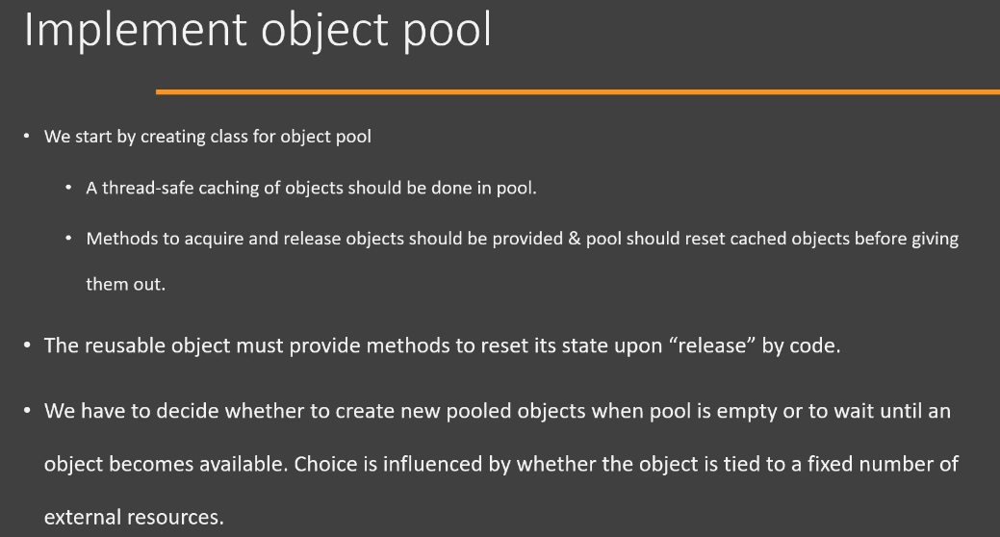 Implement object pool
• We start by creating class for object pool
• A thread-safe caching of objects should be done in pool.
• Methods to acquire and release objects should be provided & pool should reset cached objects before giving
them out.
• The reusable object must provide methods to reset its state upon “release” by code.
• We have to decide whether to create new pooled objects when pool is empty or to wait until an
object becomes available. Choice is influenced by whether the object is tied to a fixed number of
external resources.